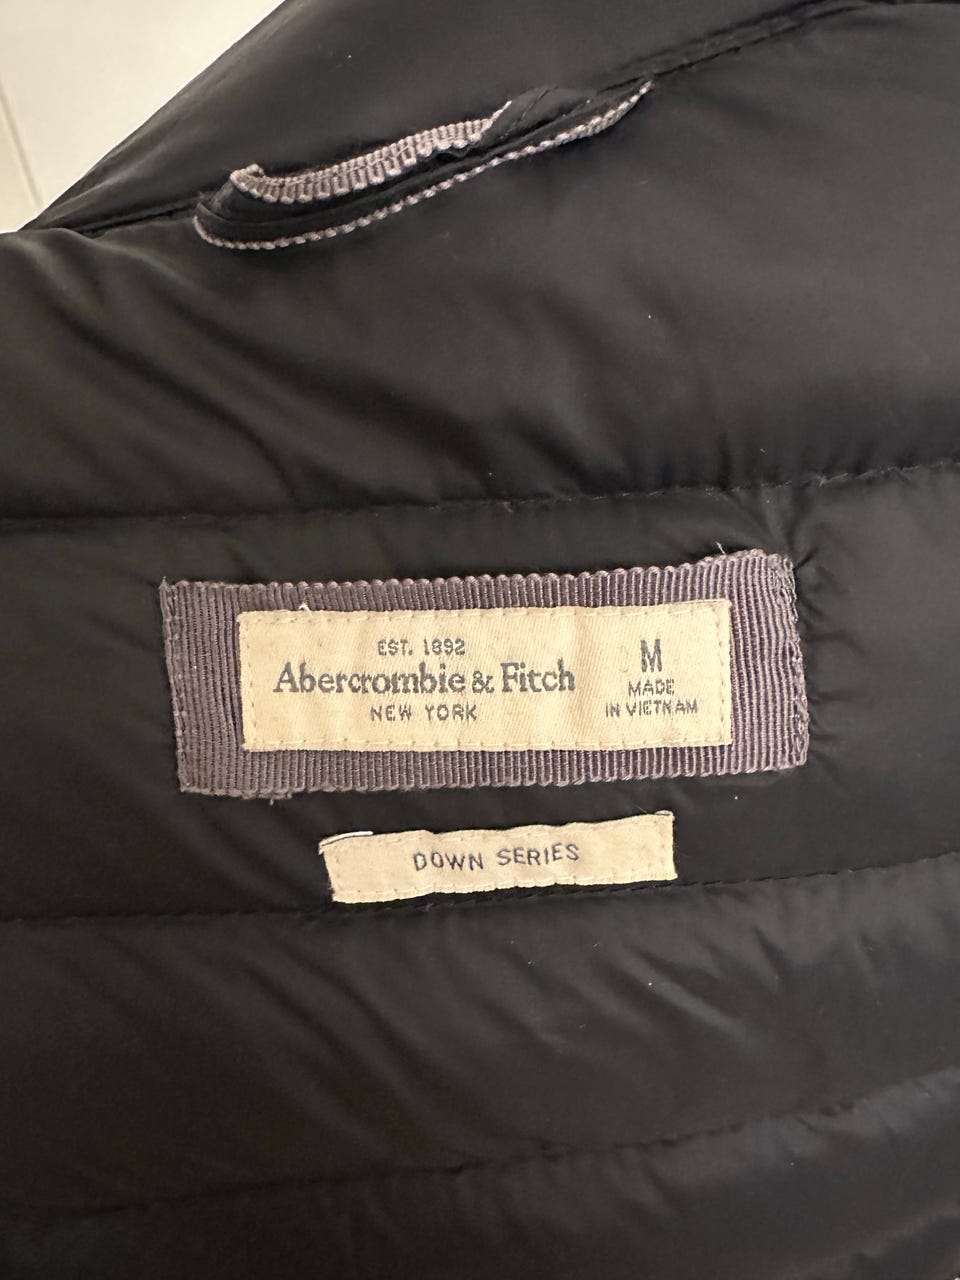 EST. 1892
Abercrombie & Fitch
NEW YORK
M
MADE
IN VIETNAM
DOWN SERIES